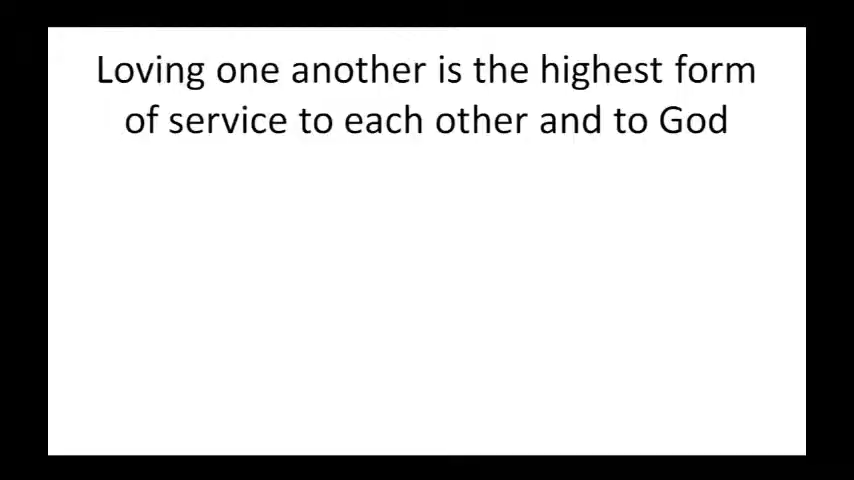 Loving one another is the highest form
of service to each other and to God